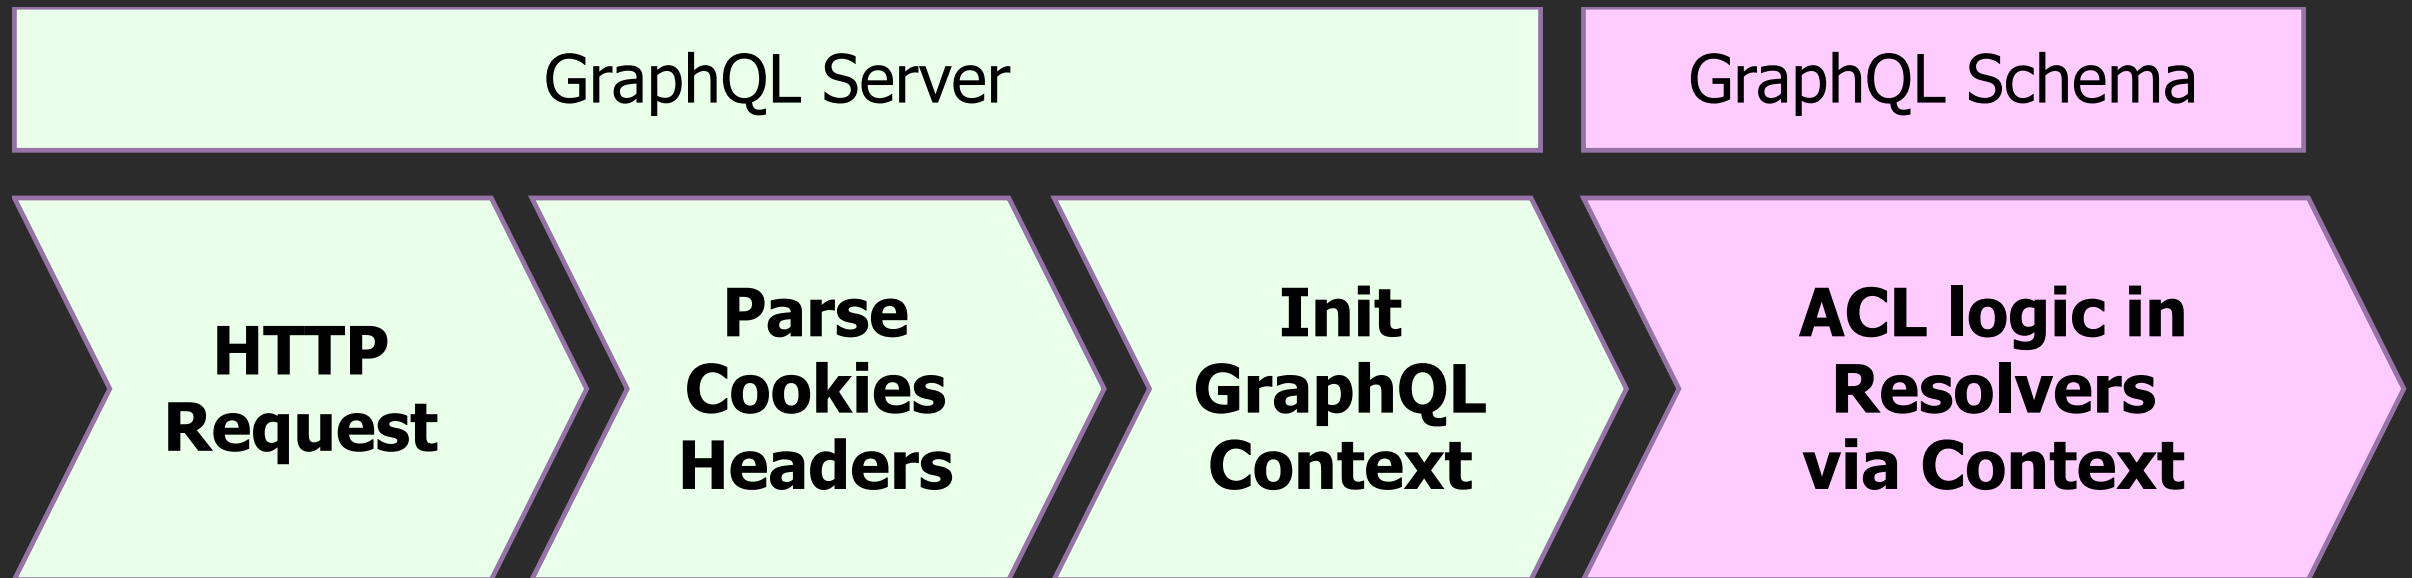 GraphQL Server
GraphQL Schema
HTTP
Request
Parse
Cookies
Headers
Init
GraphQL
Context
ACL logic in
Resolvers
via Context